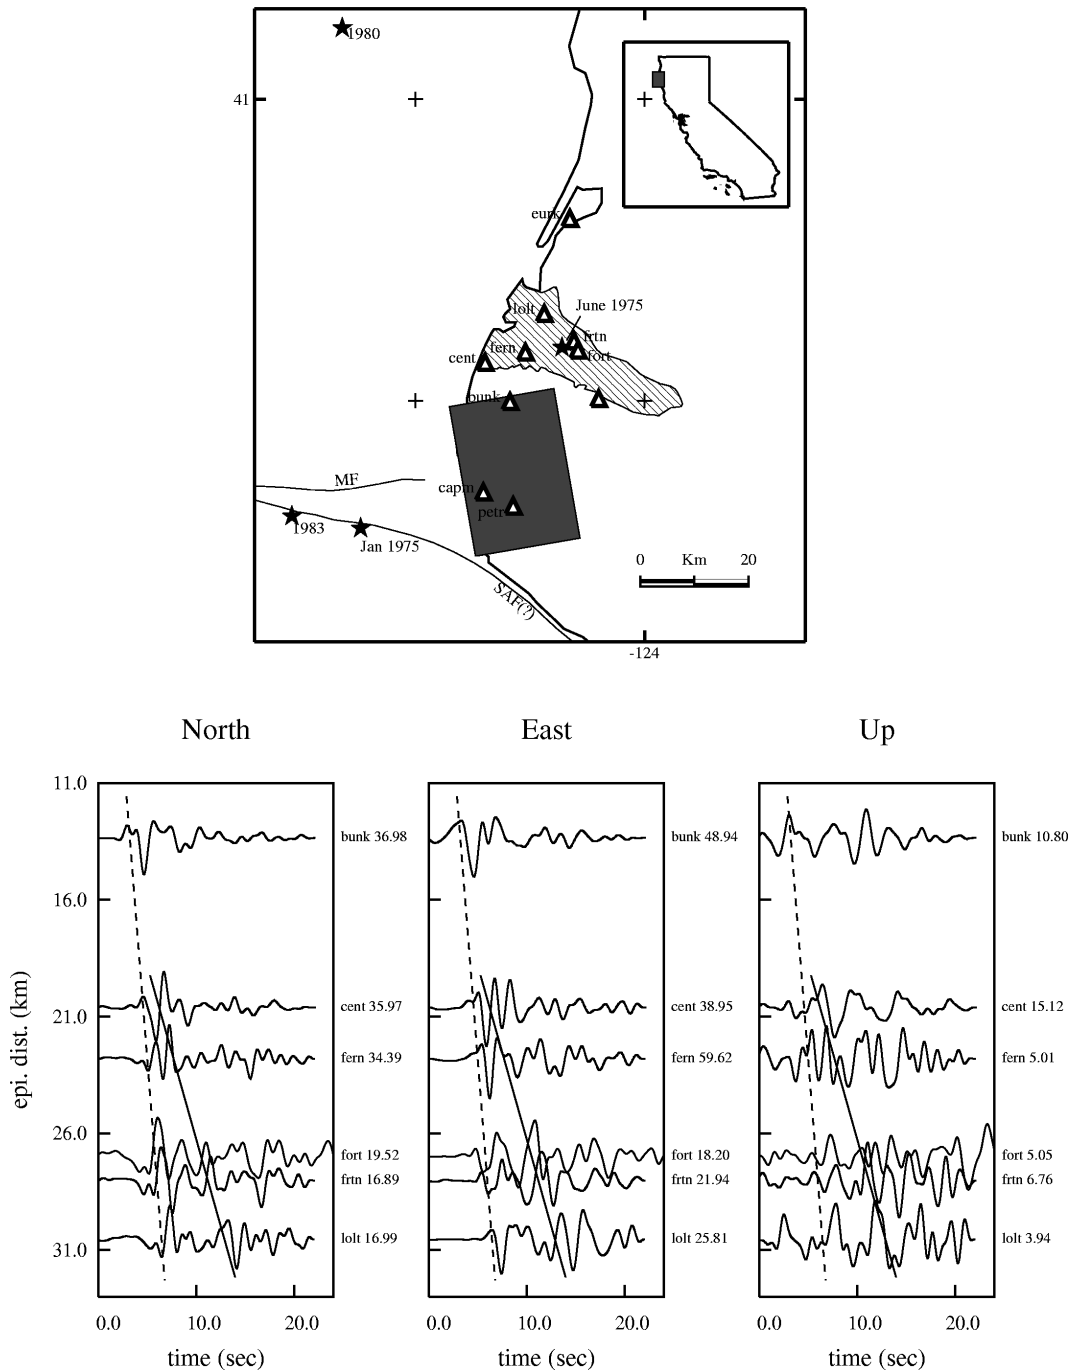 1980
41
eurk
June 1975
lolt
frtn
fern
fort
cent
bunk
MF
capm
petr
1983
Jan 1975
0 Km 20
SAF(?)
-124
North East Up
11.0
bunk 36.98 bunk 48.94 bunk 10.80
16.0
cent 35.97 cent 38.95 cent 15.12
21.0
fern 34.39 fern 59.62 fern 5.01
epi. dist. (km)
26.0
fort 19.52 fort 18.20 fort 5.05
frtn 16.89 frtn 21.94 frtn 6.76
lolt 16.99 lolt 25.81 lolt 3.94
31.0
0.0 10.0 20.0 0.0 10.0 20.0 0.0 10.0 20.0
time (sec) time (sec) time (sec)